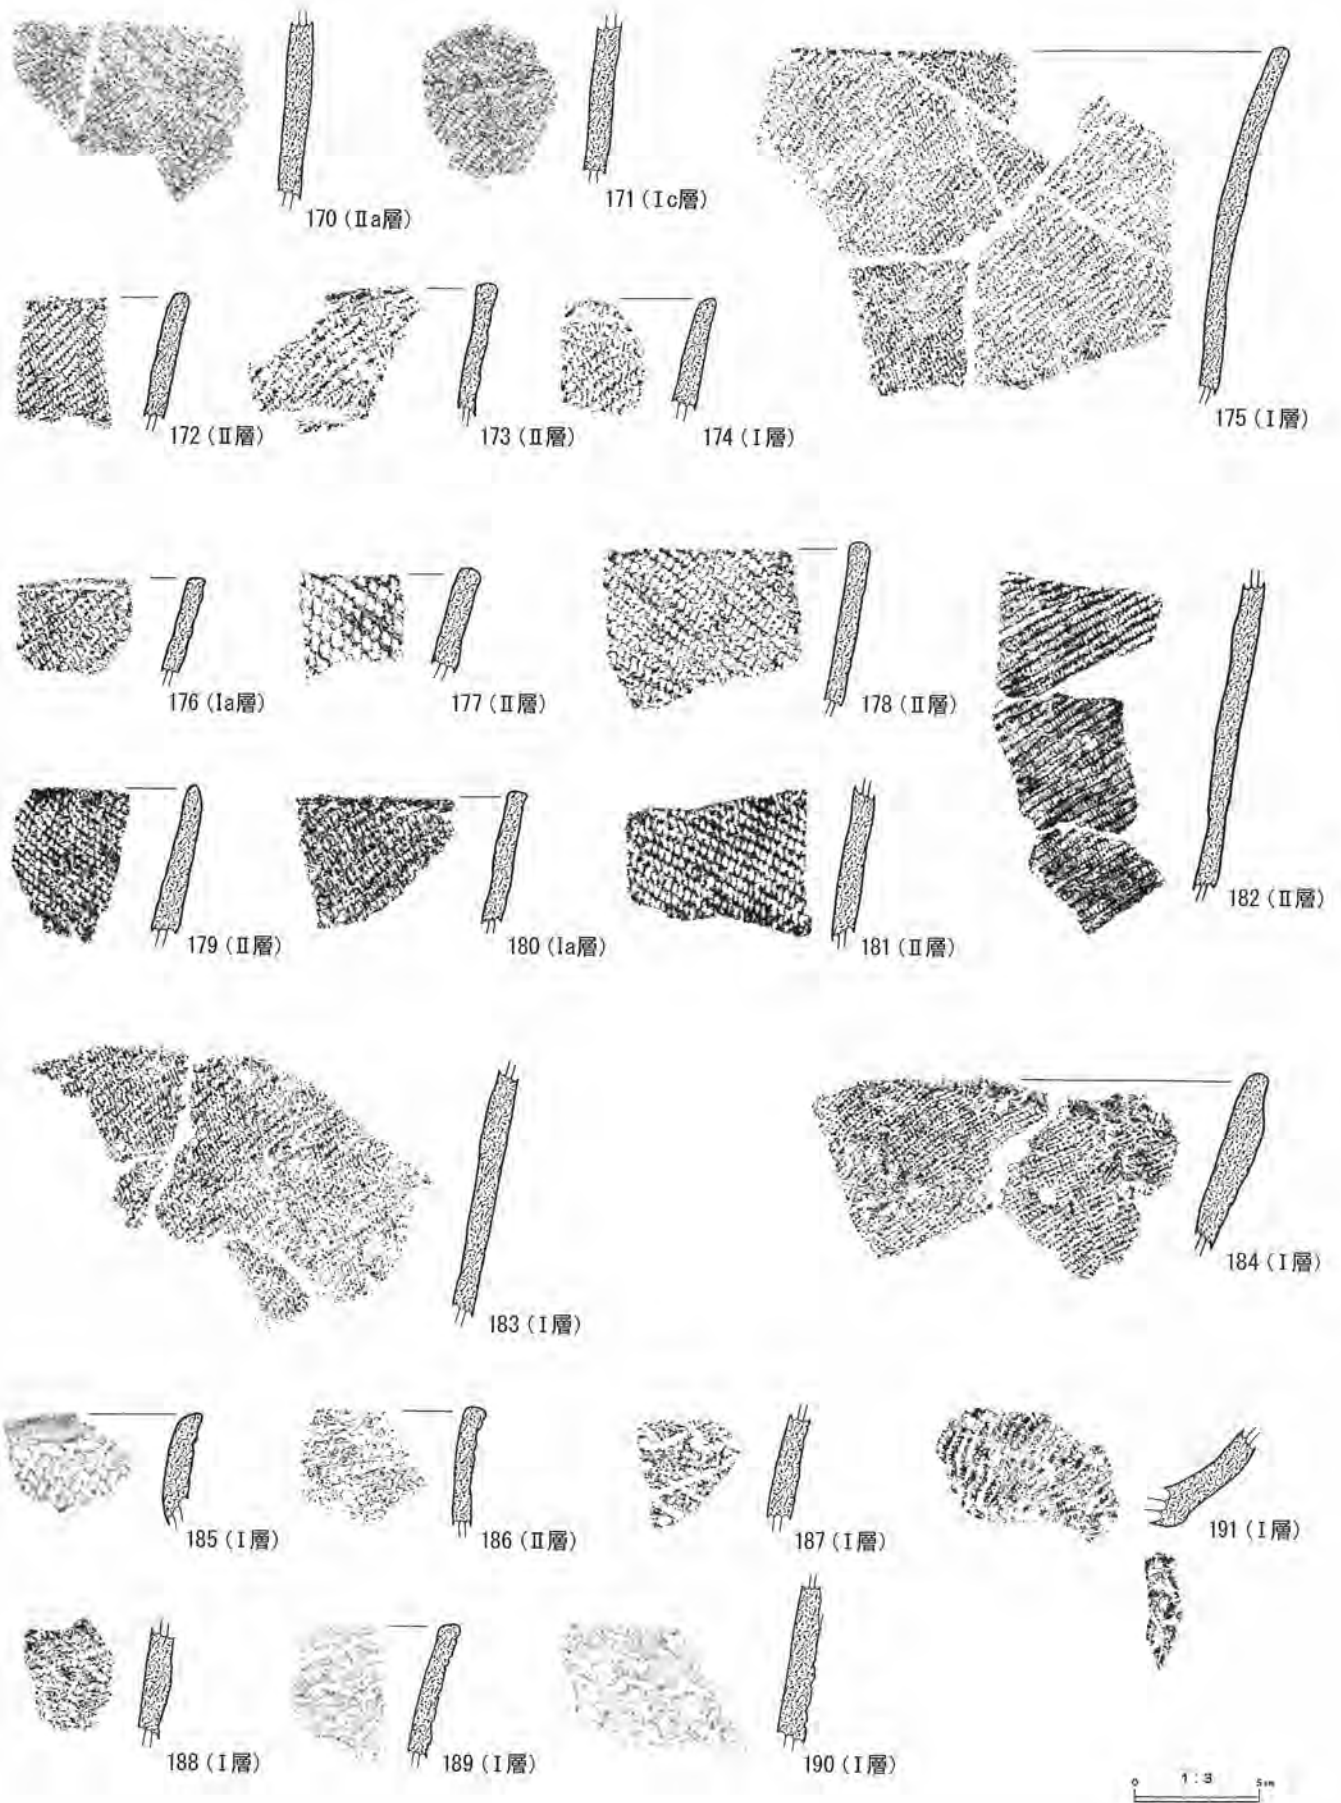 170 (Ⅱa層)
171 (Ⅰc層)
172 (Ⅱ層)
173 (Ⅱ層)
174 (Ⅰ層)
175 (Ⅰ層)
176 (Ⅰa層)
177 (Ⅱ層)
178 (Ⅱ層)
179 (Ⅱ層)
180 (Ⅰa層)
181 (Ⅱ層)
182 (Ⅱ層)
183 (Ⅰ層)
184 (Ⅰ層)
185 (Ⅰ層)
186 (Ⅱ層)
187 (Ⅰ層)
191 (Ⅰ層)
188 (Ⅰ層)
189 (Ⅰ層)
190 (Ⅰ層)
0 1:3 5cm